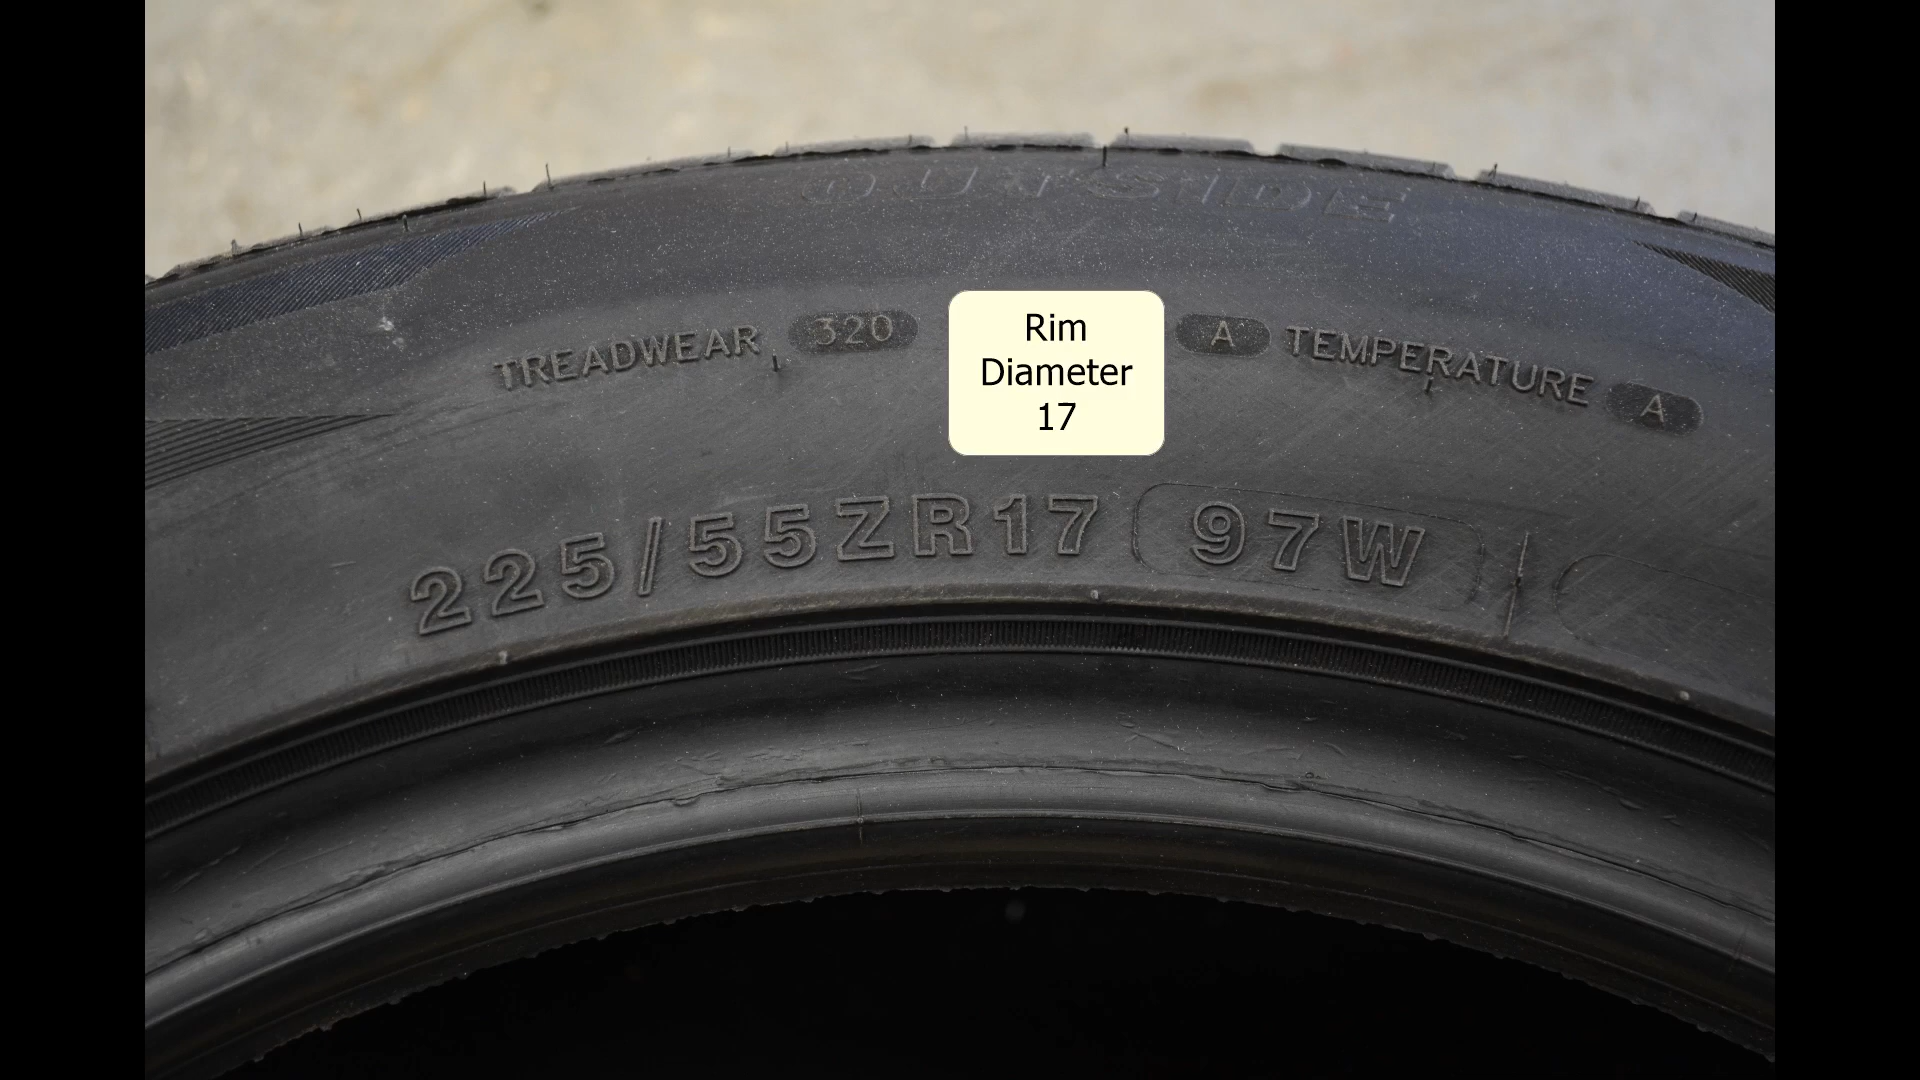 OUTSIDE
TREADWEAR 320
Rim
Diameter
17
A TEMPERATURE A
225/55ZR17 97W